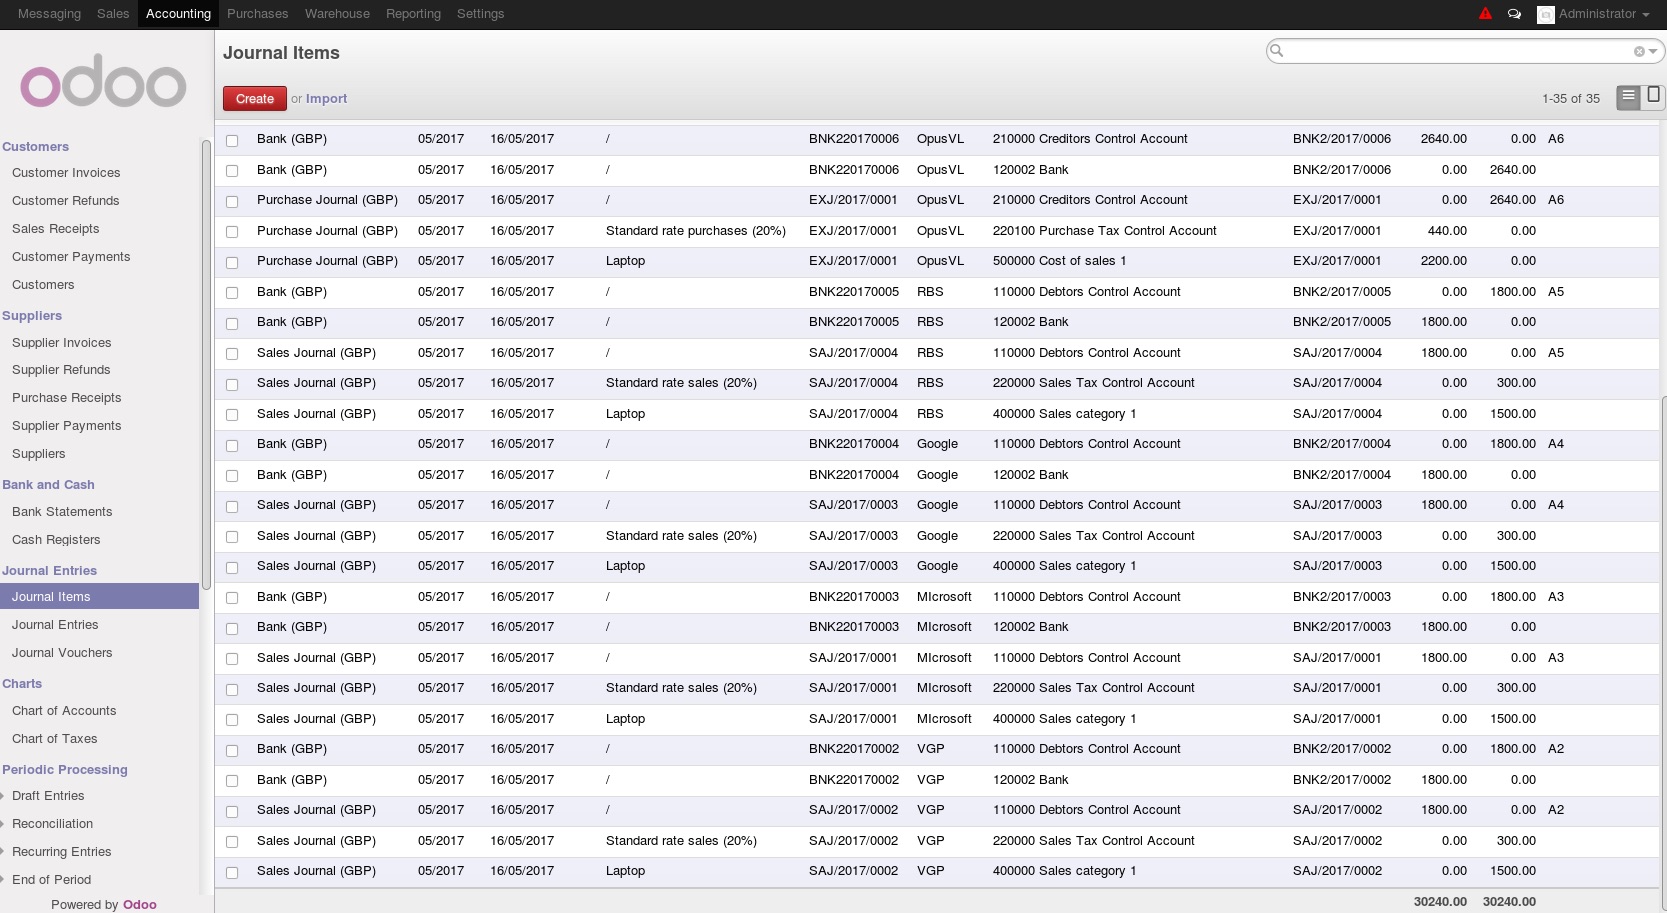 Messaging Sales Accounting Purchases Warehouse Reporting Settings Administrator
odoo
Journal Items
Create or Import 1-35 of 35
Customers
Customer Invoices
Customer Refunds
Sales Receipts
Customer Payments
Customers
Suppliers
Supplier Invoices
Supplier Refunds
Purchase Receipts
Supplier Payments
Suppliers
Bank and Cash
Bank Statements
Cash Registers
Journal Entries
Journal Items
Journal Entries
Journal Vouchers
Charts
Chart of Accounts
Chart of Taxes
Periodic Processing
Draft Entries
Reconciliation
Recurring Entries
End of Period
Powered by Odoo
Bank (GBP) 05/2017 16/05/2017 / BNK220170006 OpusVL 210000 Creditors Control Account BNK2/2017/0006 2640.00 0.00 A6
Bank (GBP) 05/2017 16/05/2017 / BNK220170006 OpusVL 120002 Bank BNK2/2017/0006 0.00 2640.00
Purchase Journal (GBP) 05/2017 16/05/2017 / EXJ/2017/0001 OpusVL 210000 Creditors Control Account EXJ/2017/0001 0.00 2640.00 A6
Purchase Journal (GBP) 05/2017 16/05/2017 Standard rate purchases (20%) EXJ/2017/0001 OpusVL 220100 Purchase Tax Control Account EXJ/2017/0001 440.00 0.00
Purchase Journal (GBP) 05/2017 16/05/2017 Laptop EXJ/2017/0001 OpusVL 500000 Cost of sales 1 EXJ/2017/0001 2200.00 0.00
Bank (GBP) 05/2017 16/05/2017 / BNK220170005 RBS 110000 Debtors Control Account BNK2/2017/0005 0.00 1800.00 A5
Bank (GBP) 05/2017 16/05/2017 / BNK220170005 RBS 120002 Bank BNK2/2017/0005 1800.00 0.00
Sales Journal (GBP) 05/2017 16/05/2017 / SAJ/2017/0004 RBS 110000 Debtors Control Account SAJ/2017/0004 1800.00 0.00 A5
Sales Journal (GBP) 05/2017 16/05/2017 Standard rate sales (20%) SAJ/2017/0004 RBS 220000 Sales Tax Control Account SAJ/2017/0004 0.00 300.00
Sales Journal (GBP) 05/2017 16/05/2017 Laptop SAJ/2017/0004 RBS 400000 Sales category 1 SAJ/2017/0004 0.00 1500.00
Bank (GBP) 05/2017 16/05/2017 / BNK220170004 Google 110000 Debtors Control Account BNK2/2017/0004 0.00 1800.00 A4
Bank (GBP) 05/2017 16/05/2017 / BNK220170004 Google 120002 Bank BNK2/2017/0004 1800.00 0.00
Sales Journal (GBP) 05/2017 16/05/2017 / SAJ/2017/0003 Google 110000 Debtors Control Account SAJ/2017/0003 1800.00 0.00 A4
Sales Journal (GBP) 05/2017 16/05/2017 Standard rate sales (20%) SAJ/2017/0003 Google 220000 Sales Tax Control Account SAJ/2017/0003 0.00 300.00
Sales Journal (GBP) 05/2017 16/05/2017 Laptop SAJ/2017/0003 Google 400000 Sales category 1 SAJ/2017/0003 0.00 1500.00
Bank (GBP) 05/2017 16/05/2017 / BNK220170003 MIcrosoft 110000 Debtors Control Account BNK2/2017/0003 0.00 1800.00 A3
Bank (GBP) 05/2017 16/05/2017 / BNK220170003 MIcrosoft 120002 Bank BNK2/2017/0003 1800.00 0.00
Sales Journal (GBP) 05/2017 16/05/2017 / SAJ/2017/0001 MIcrosoft 110000 Debtors Control Account SAJ/2017/0001 1800.00 0.00 A3
Sales Journal (GBP) 05/2017 16/05/2017 Standard rate sales (20%) SAJ/2017/0001 MIcrosoft 220000 Sales Tax Control Account SAJ/2017/0001 0.00 300.00
Sales Journal (GBP) 05/2017 16/05/2017 Laptop SAJ/2017/0001 MIcrosoft 400000 Sales category 1 SAJ/2017/0001 0.00 1500.00
Bank (GBP) 05/2017 16/05/2017 / BNK220170002 VGP 110000 Debtors Control Account BNK2/2017/0002 0.00 1800.00 A2
Bank (GBP) 05/2017 16/05/2017 / BNK220170002 VGP 120002 Bank BNK2/2017/0002 1800.00 0.00
Sales Journal (GBP) 05/2017 16/05/2017 / SAJ/2017/0002 VGP 110000 Debtors Control Account SAJ/2017/0002 1800.00 0.00 A2
Sales Journal (GBP) 05/2017 16/05/2017 Standard rate sales (20%) SAJ/2017/0002 VGP 220000 Sales Tax Control Account SAJ/2017/0002 0.00 300.00
Sales Journal (GBP) 05/2017 16/05/2017 Laptop SAJ/2017/0002 VGP 400000 Sales category 1 SAJ/2017/0002 0.00 1500.00
30240.00 30240.00